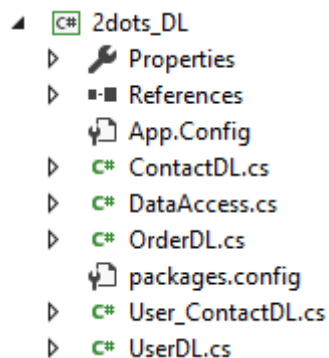 C# 2dots_DL
Properties
References
App.Config
C# ContactDL.cs
C# DataAccess.cs
C# OrderDL.cs
packages.config
C# User_ContactDL.cs
C# UserDL.cs